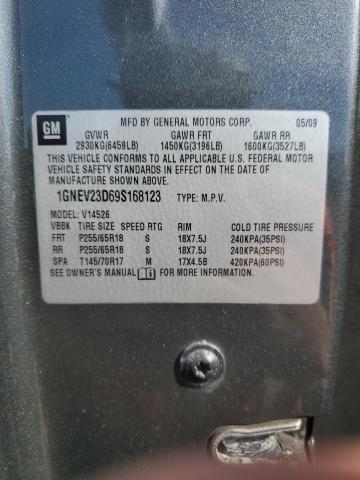 GM
MFD BY GENERAL MOTORS CORP. 05/09
GVWR GAWR FRT GAWR RR
2930KG(6459LB) 1450KG(3196LB) 1600KG(3527LB)
THIS VEHICLE CONFORMS TO ALL APPLICABLE U.S. FEDERAL MOTOR
VEHICLE SAFETY STANDARDS IN EFFECT ON THE DATE OF
MANUFACTURE SHOWN ABOVE.
1GNEV23D69S168123 TYPE: M.P.V.
MODEL: V14526
VBBK TIRE SIZE SPEED RTG RIM COLD TIRE PRESSURE
FRT P255/65R18 S 18X7.5J 240KPA(35PSI)
RR P255/65R18 S 18X7.5J 240KPA(35PSI)
SPA T145/70R17 M 17X4.5B 420KPA(60PSI)
SEE OWNER'S MANUAL FOR MORE INFORMATION.